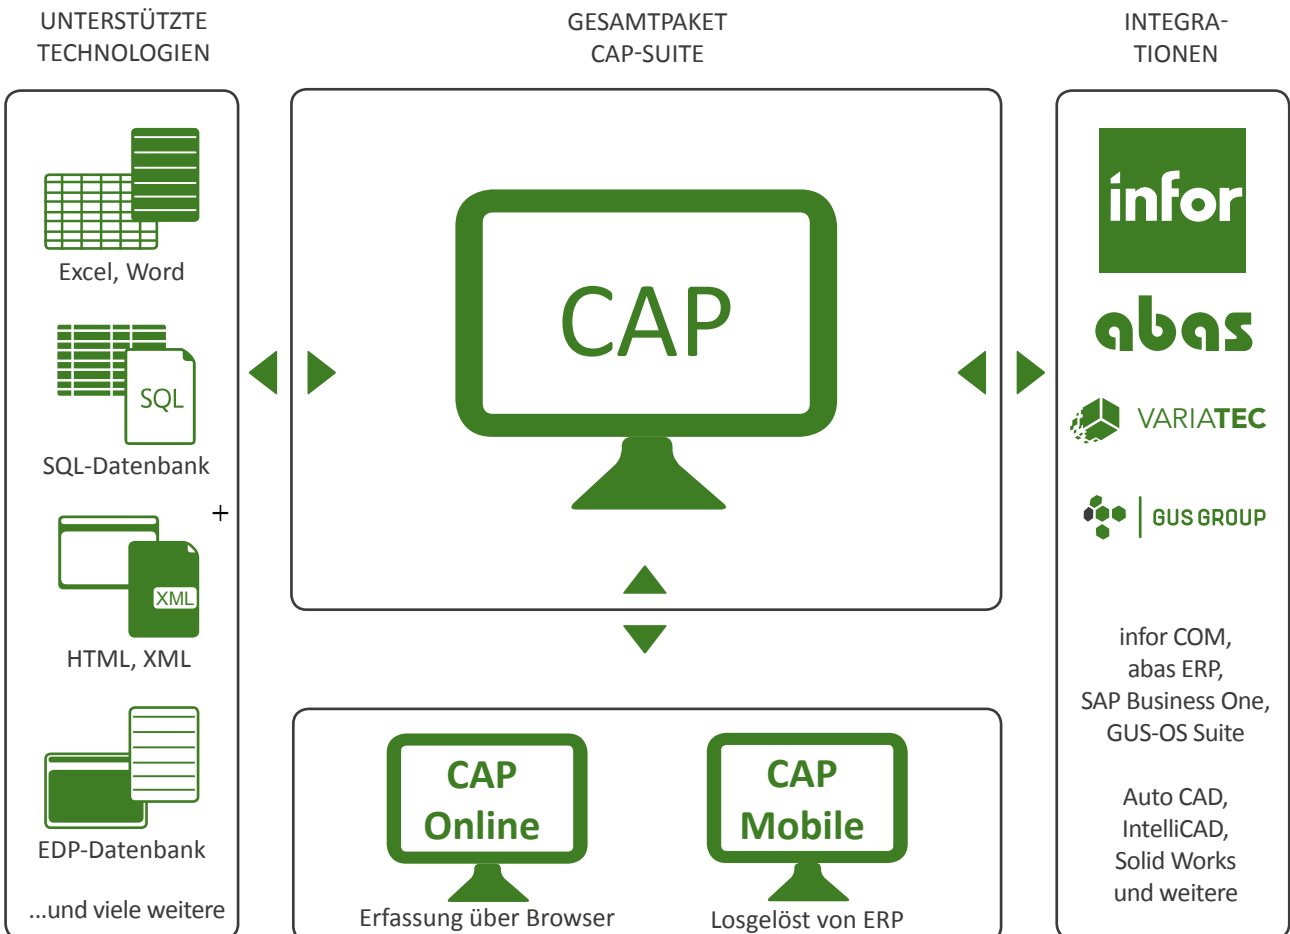 UNTERSTÜTZTE
TECHNOLOGIEN
Excel, Word
SQL
SQL-Datenbank
+
XML
HTML, XML
EDP-Datenbank
...und viele weitere
GESAMTPAKET
CAP-SUITE
CAP
CAP
Online
Erfassung über Browser
CAP
Mobile
Losgelöst von ERP
INTEGRA-
TIONEN
infor
abas
VARIATEC
GUS GROUP
infor COM,
abas ERP,
SAP Business One,
GUS-OS Suite
Auto CAD,
IntelliCAD,
Solid Works
und weitere